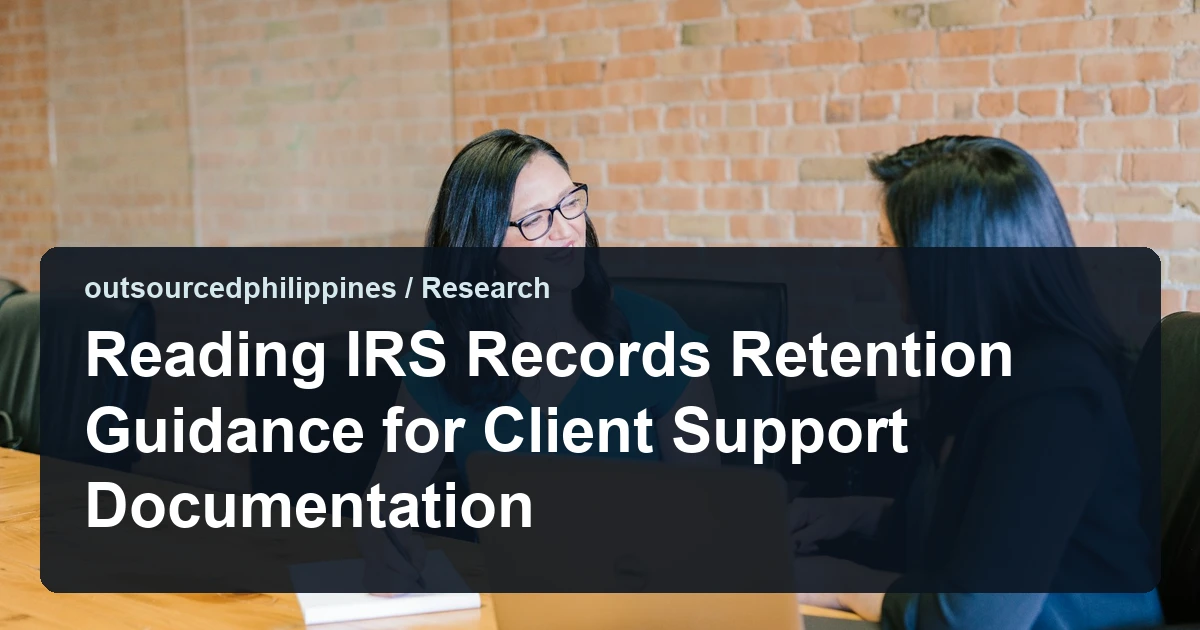 outsourcedphilippines / Research
Reading IRS Records Retention
Guidance for Client Support
Documentation